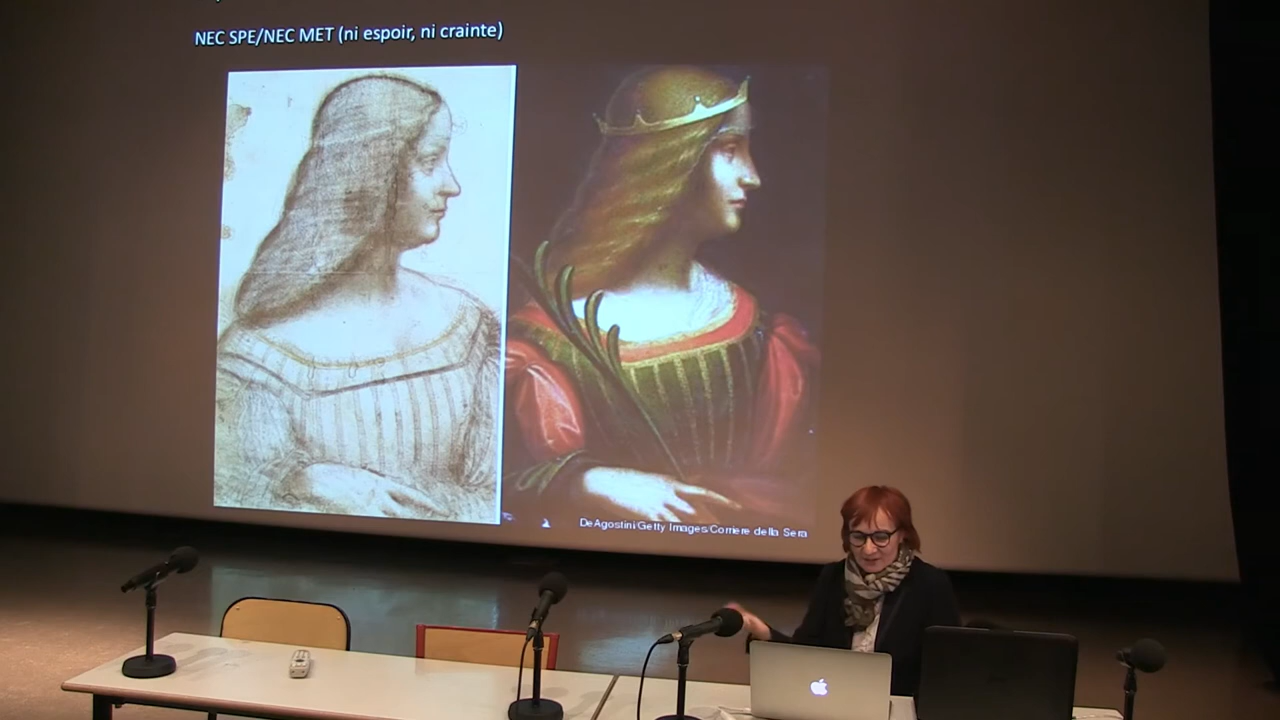 NEC SPE/NEC MET (ni espoir, ni crainte)
DeAgostini/Getty Images/Corriere della Sera